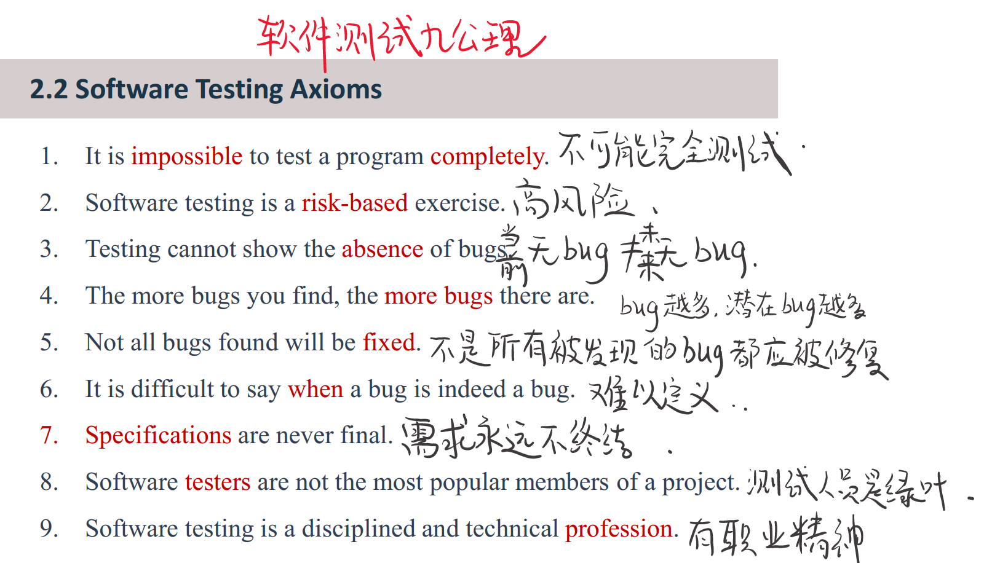 软件测试九公理
2.2 Software Testing Axioms
1. It is impossible to test a program completely. 不可能完全测试.
2. Software testing is a risk-based exercise. 高风险、
3. Testing cannot show the absence of bugs. 当前无bug ≠ 未来无bug.
4. The more bugs you find, the more bugs there are. bug越多,潜在bug越多
5. Not all bugs found will be fixed. 不是所有被发现的bug都应被修复
6. It is difficult to say when a bug is indeed a bug. 难以定义..
7. Specifications are never final. 需求永远不终结.
8. Software testers are not the most popular members of a project. 测试人员是绿叶.
9. Software testing is a disciplined and technical profession. 有职业精神